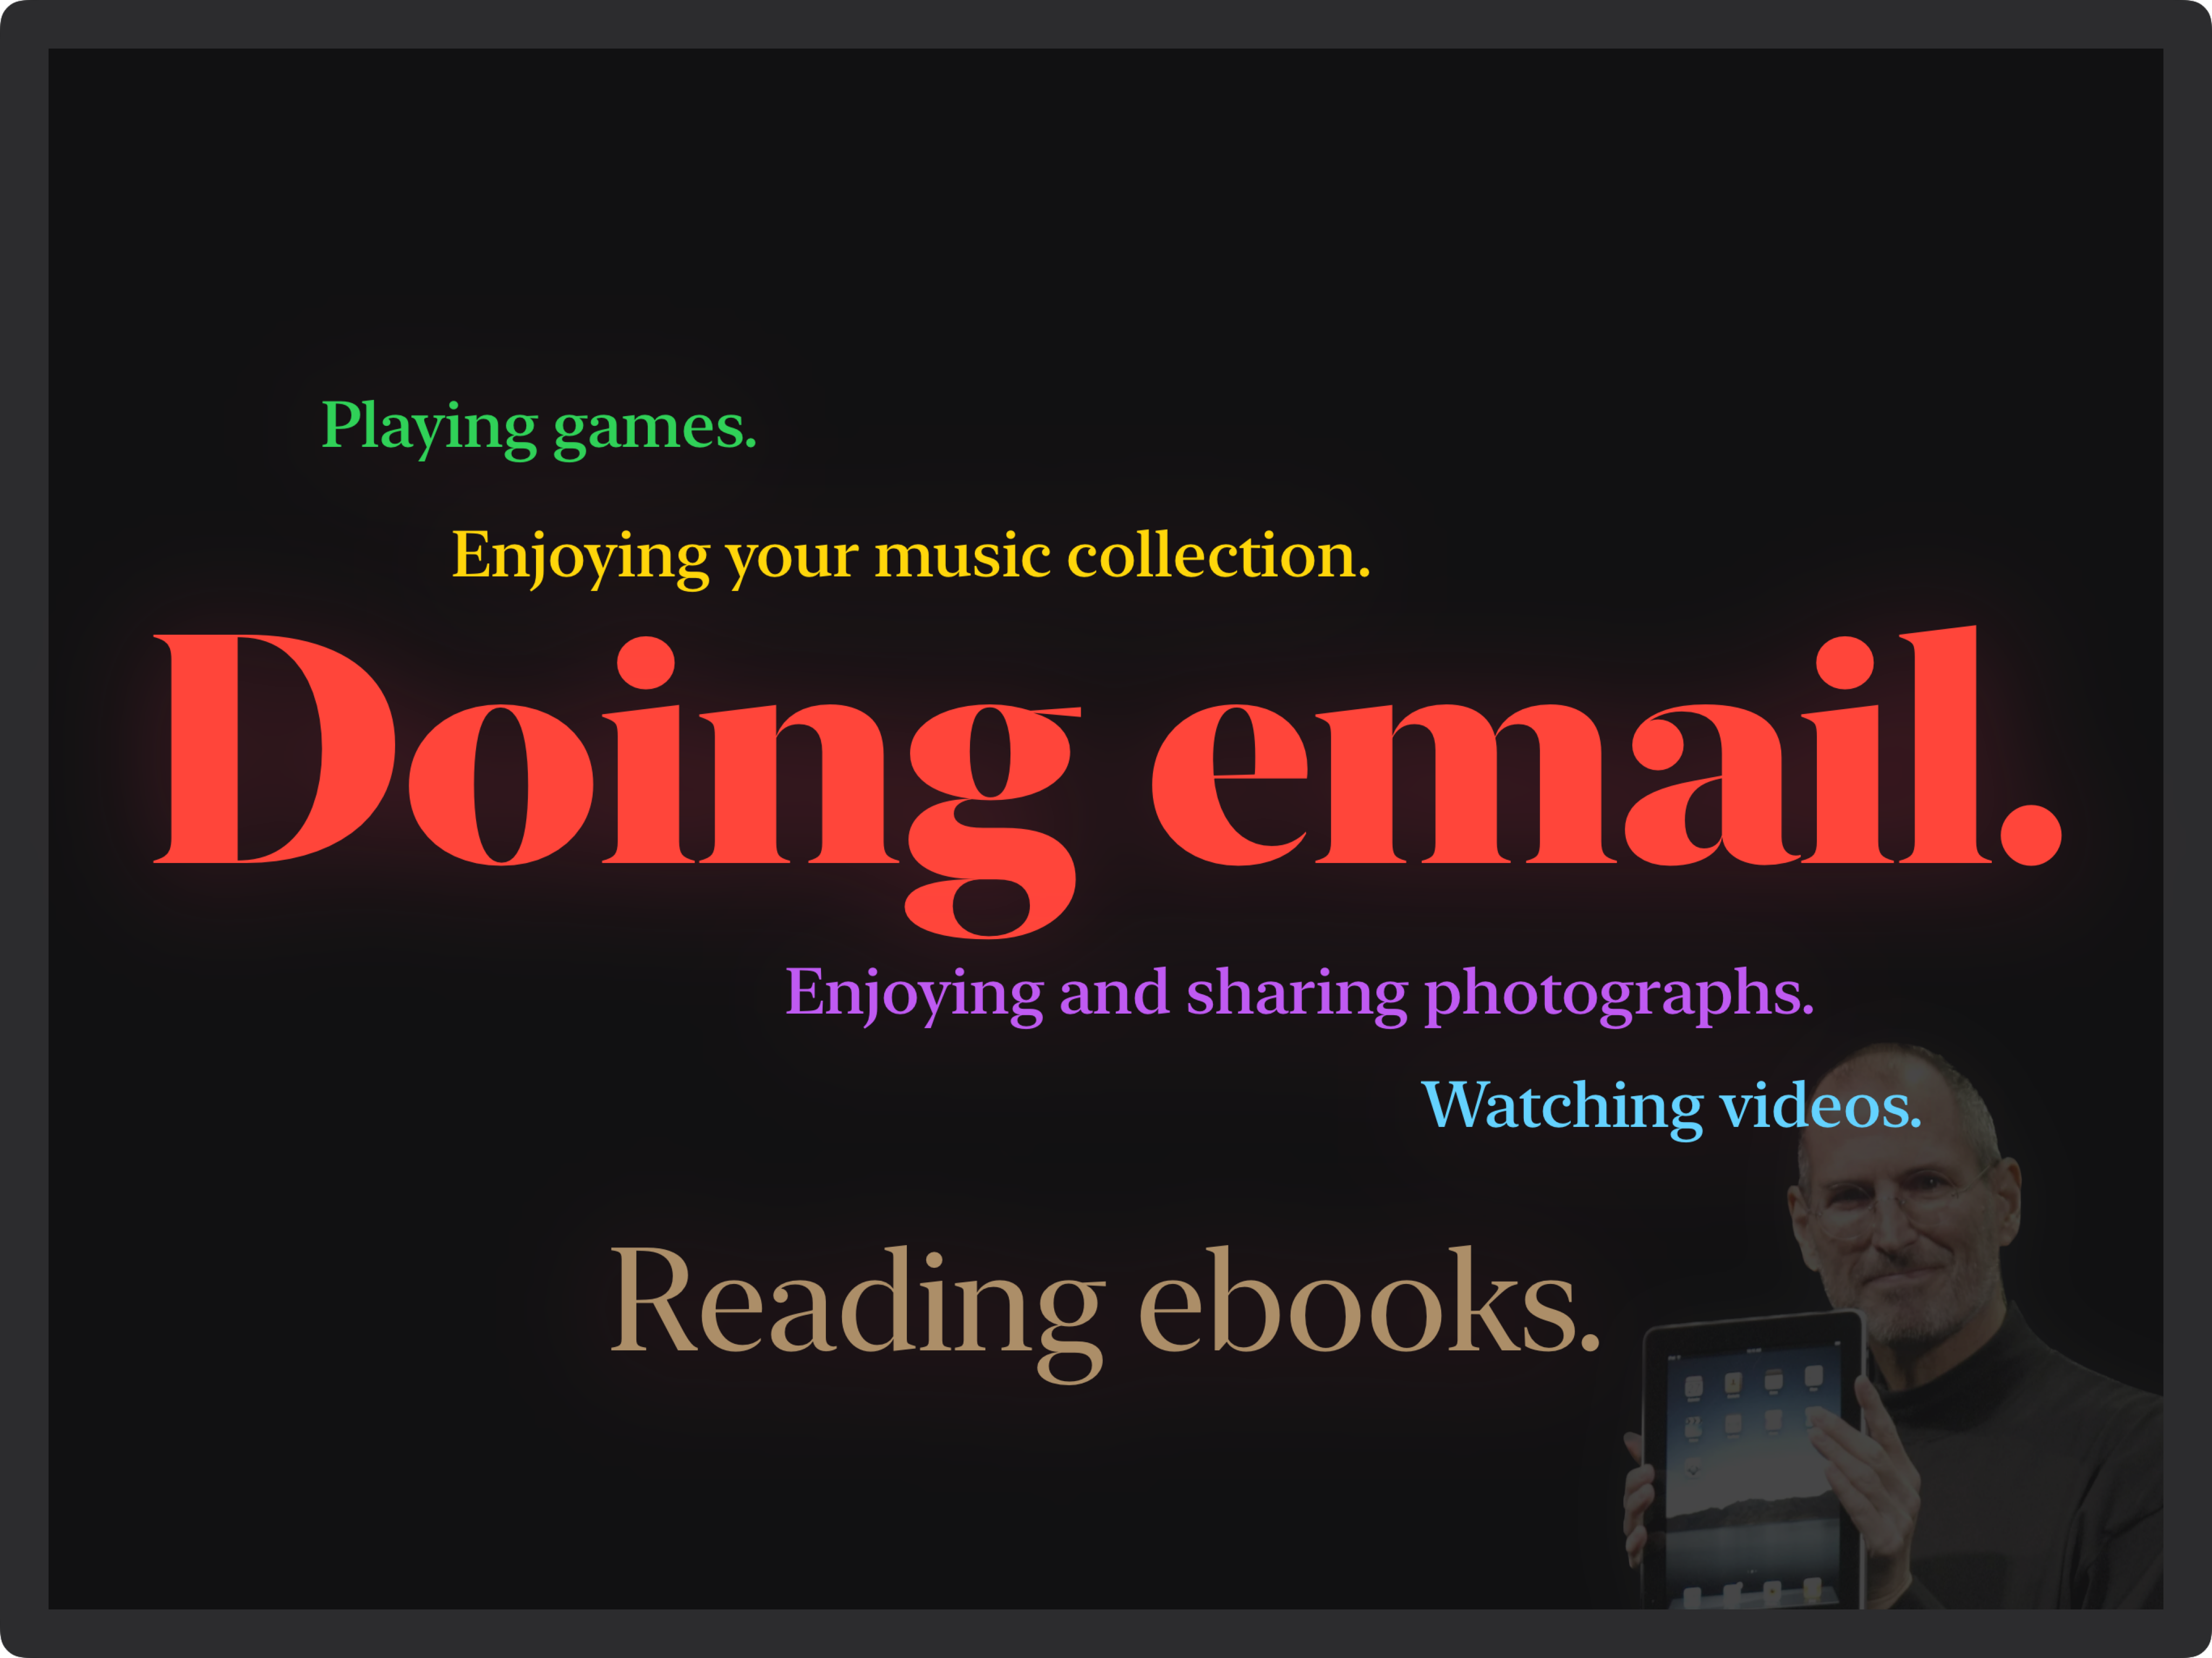 Playing games.
Enjoying your music collection.
Doing email.
Enjoying and sharing photographs.
Watching videos.
Reading ebooks.